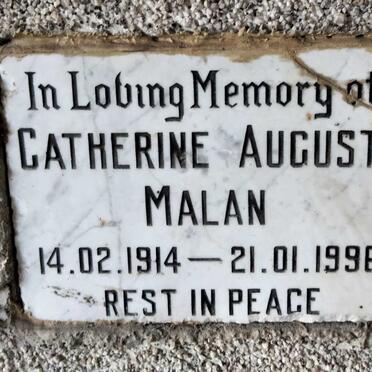 In Loving Memory of
CATHERINE AUGUST
MALAN
14.02.1914 — 21.01.1996
REST IN PEACE